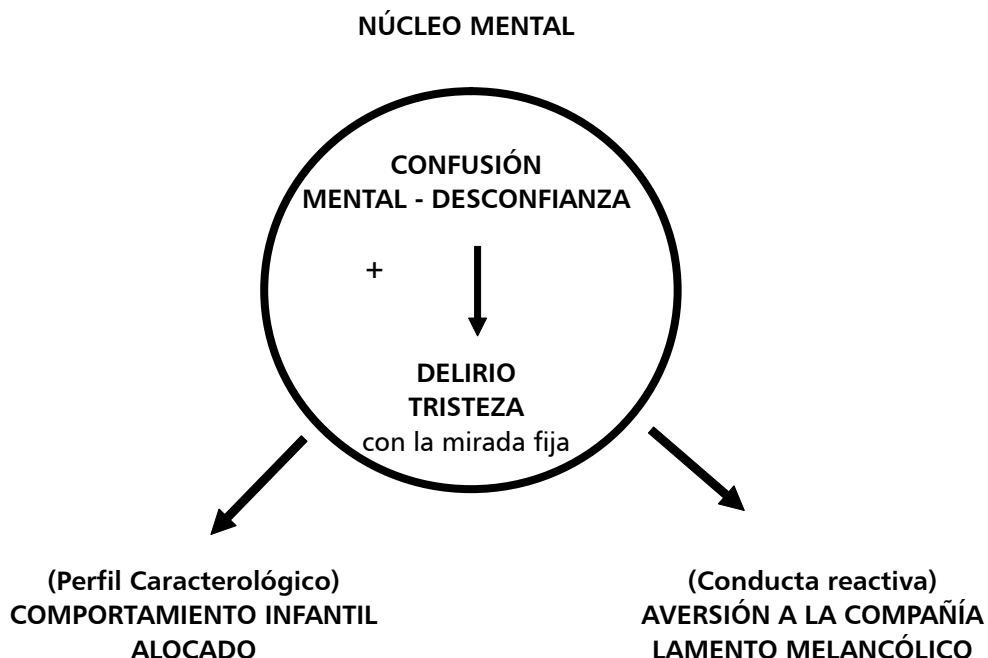 NÚCLEO MENTAL
CONFUSIÓN
MENTAL - DESCONFIANZA
+
DELIRIO
TRISTEZA
con la mirada fija
(Perfil Caracterológico)
COMPORTAMIENTO INFANTIL
ALOCADO
(Conducta reactiva)
AVERSIÓN A LA COMPAÑÍA
LAMENTO MELANCÓLICO